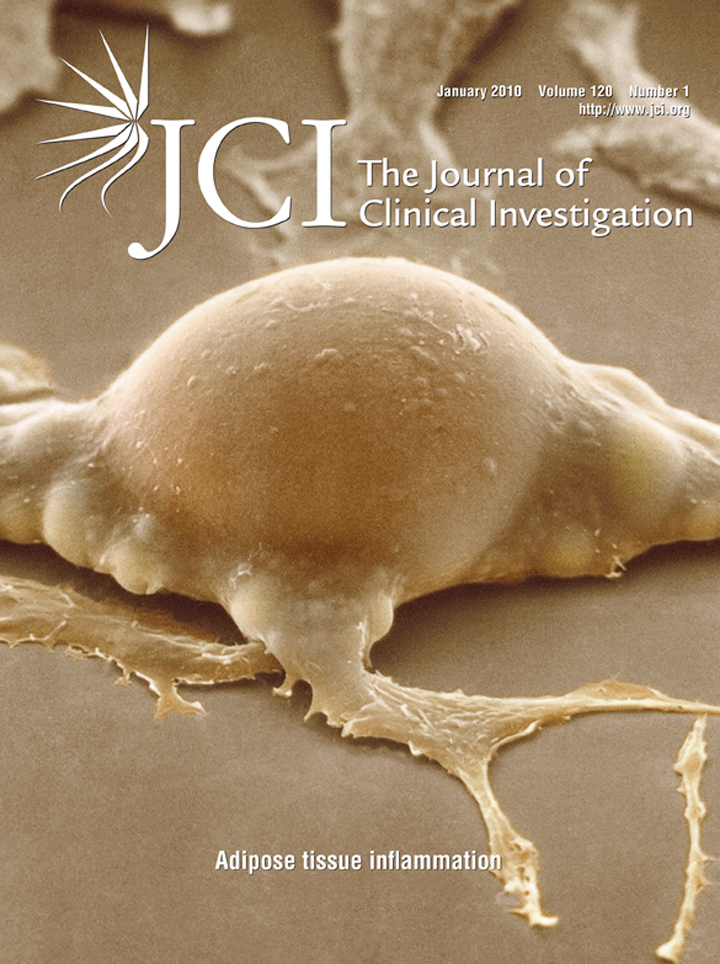 January 2010 Volume 120 Number 1
http://www.jci.org
JCI
The Journal of
Clinical Investigation
Adipose tissue inflammation